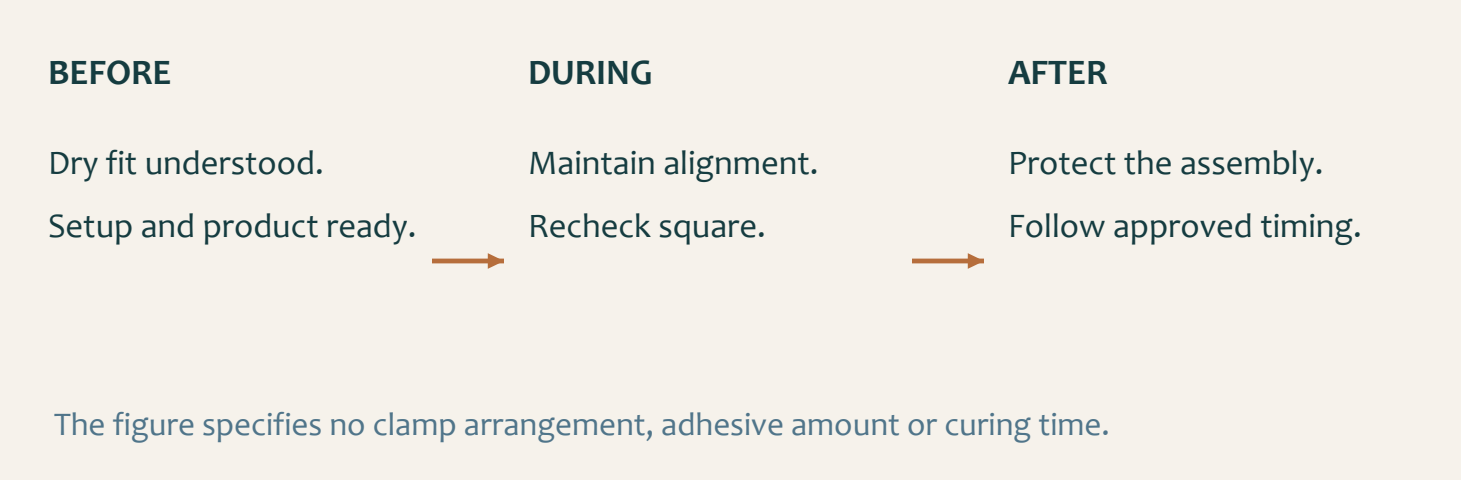 BEFORE
Dry fit understood.
Setup and product ready.
DURING
Maintain alignment.
Recheck square.
AFTER
Protect the assembly.
Follow approved timing.
The figure specifies no clamp arrangement, adhesive amount or curing time.